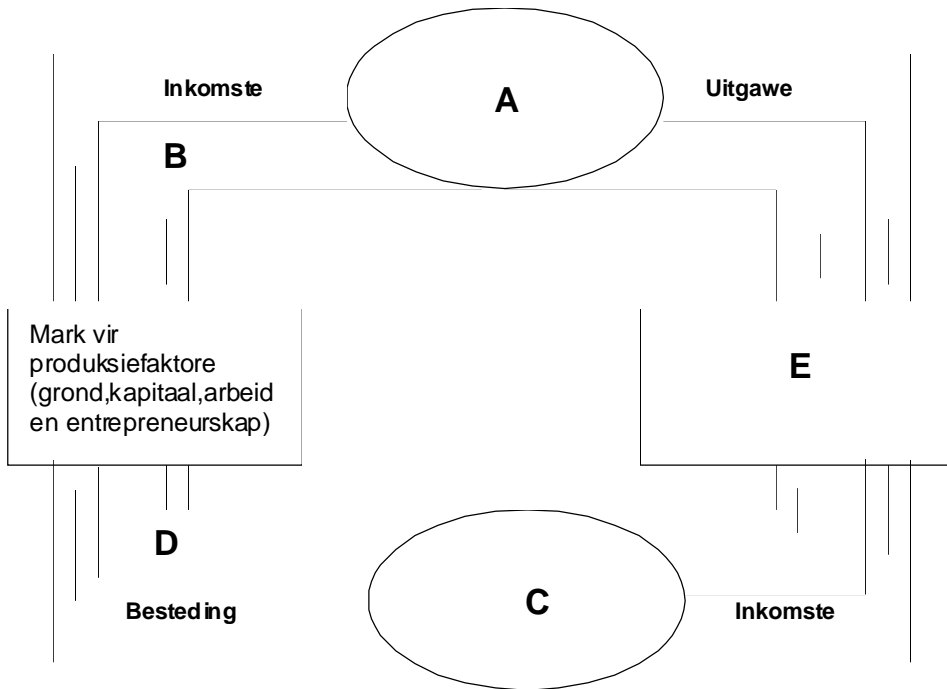 Inkomste
A
Uitgawe
B
Mark vir
produksiefaktore
(grond,kapitaal,arbeid
en entrepreneurskap)
E
D
Besteding
C
Inkomste